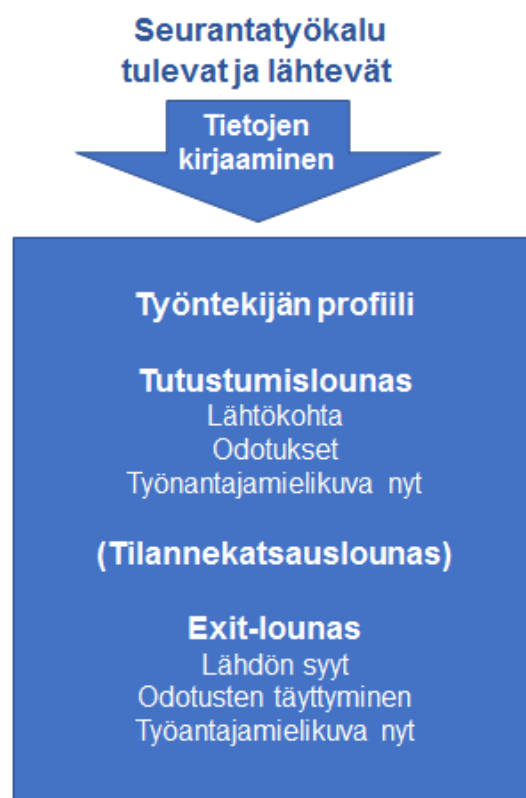 Seurantatyökalu
tulevat ja lähtevät
Tietojen
kirjaaminen
Työntekijän profiili
Tutustumislounas
Lähtökohta
Odotukset
Työnantajamielikuva nyt
(Tilannekatsauslounas)
Exit-lounas
Lähdön syyt
Odotusten täyttyminen
Työantajamielikuva nyt